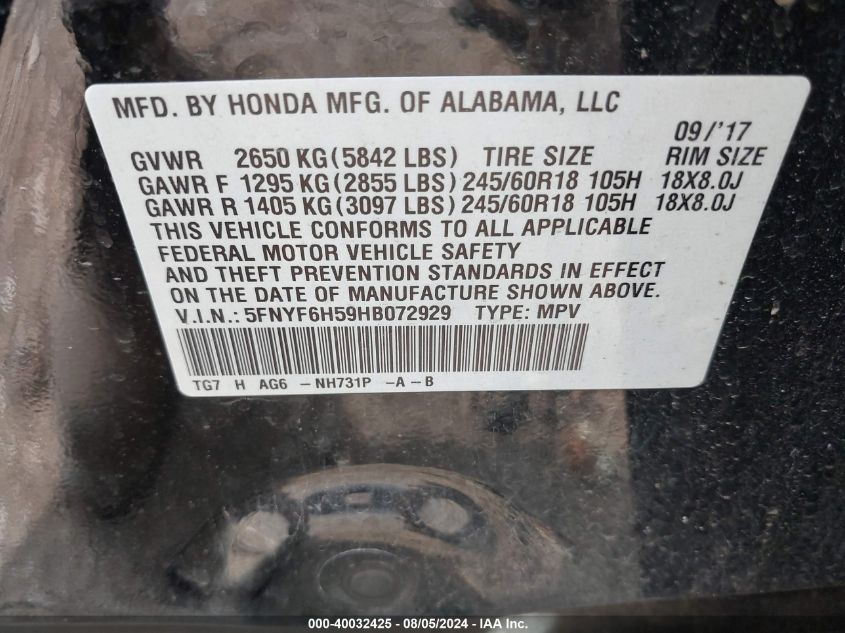 MFD. BY HONDA MFG. OF ALABAMA, LLC
09/'17
GVWR 2650 KG(5842 LBS) TIRE SIZE RIM SIZE
GAWR F 1295 KG(2855 LBS) 245/60R18 105H 18X8.0J
GAWR R 1405 KG(3097 LBS) 245/60R18 105H 18X8.0J
THIS VEHICLE CONFORMS TO ALL APPLICABLE
FEDERAL MOTOR VEHICLE SAFETY
AND THEFT PREVENTION STANDARDS IN EFFECT
ON THE DATE OF MANUFACTURE SHOWN ABOVE.
V.I.N.: 5FNYF6H59HB072929 TYPE: MPV
TG7 H AG6 -NH731P -A-B
000-40032425 - 08/05/2024 - IAA Inc.